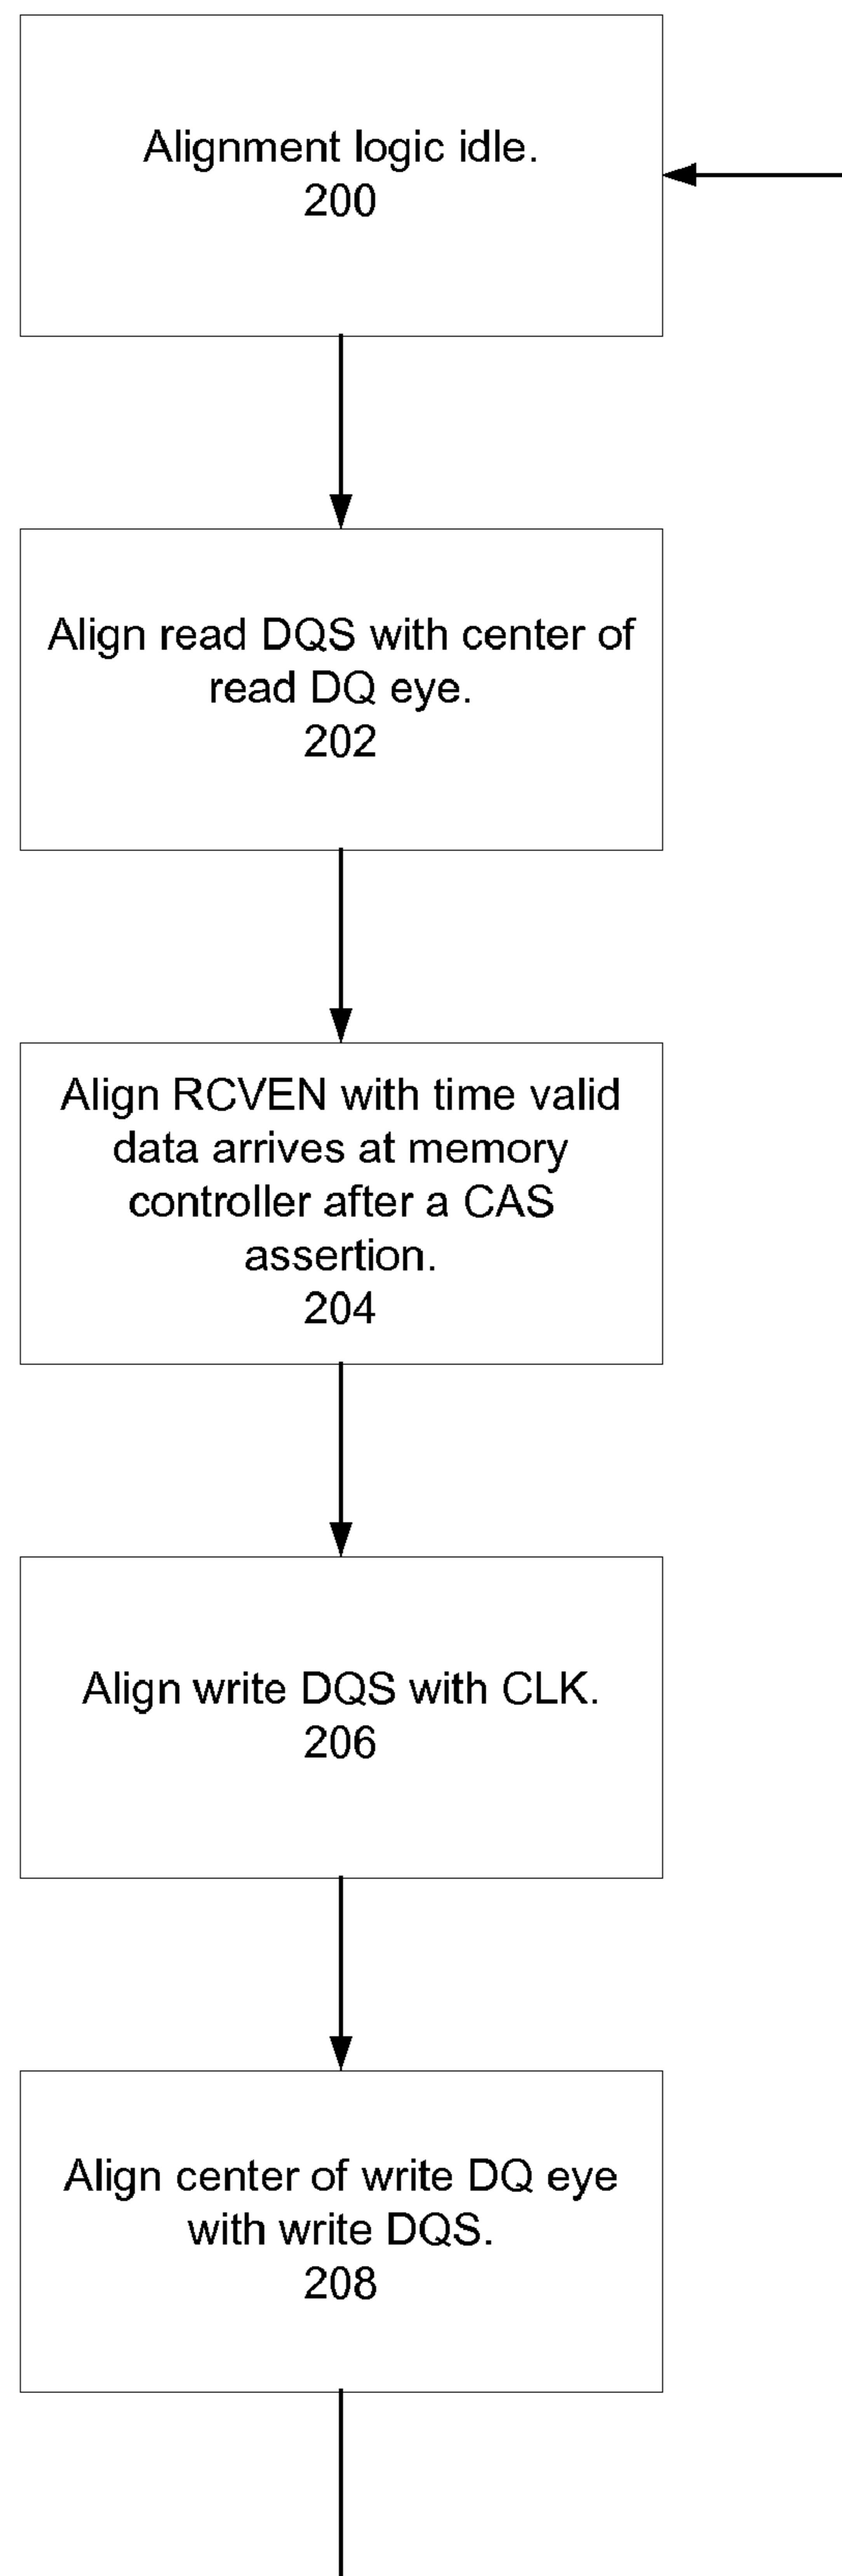 Alignment logic idle.
200
Align read DQS with center of
read DQ eye.
202
Align RCVEN with time valid
data arrives at memory
controller after a CAS
assertion.
204
Align write DQS with CLK.
206
Align center of write DQ eye
with write DQS.
208